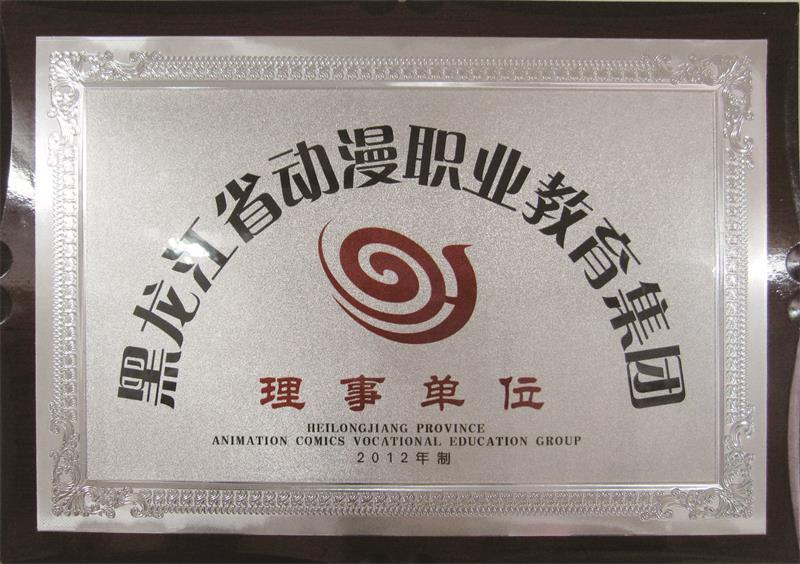 黑龙江省动漫职业教育集团
理事单位
HEILONGJIANG PROVINCE
ANIMATION COMICS VOCATIONAL EDUCATION GROUP
2012年制